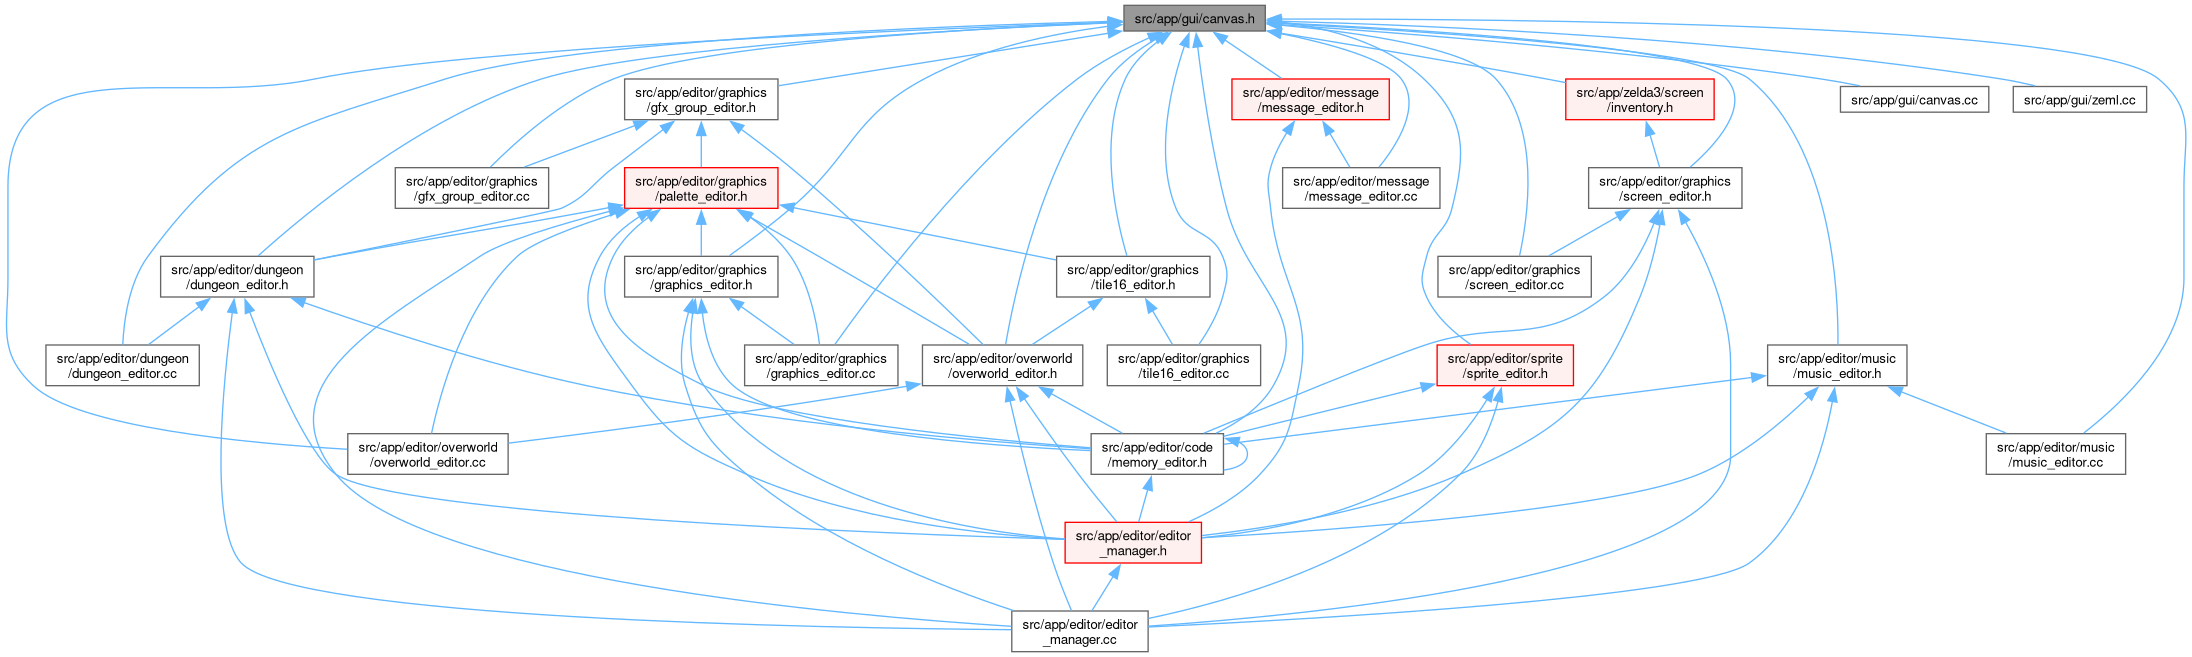 src/app/gui/canvas.h
src/app/editor/graphics
/gfx_group_editor.h
src/app/editor/message
/message_editor.h
src/app/zelda3/screen
/inventory.h
src/app/gui/canvas.cc
src/app/gui/zeml.cc
src/app/editor/graphics
/gfx_group_editor.cc
src/app/editor/graphics
/palette_editor.h
src/app/editor/message
/message_editor.cc
src/app/editor/graphics
/screen_editor.h
src/app/editor/dungeon
/dungeon_editor.h
src/app/editor/graphics
/graphics_editor.h
src/app/editor/graphics
/tile16_editor.h
src/app/editor/graphics
/screen_editor.cc
src/app/editor/dungeon
/dungeon_editor.cc
src/app/editor/graphics
/graphics_editor.cc
src/app/editor/overworld
/overworld_editor.h
src/app/editor/graphics
/tile16_editor.cc
src/app/editor/sprite
/sprite_editor.h
src/app/editor/music
/music_editor.h
src/app/editor/overworld
/overworld_editor.cc
src/app/editor/code
/memory_editor.h
src/app/editor/music
/music_editor.cc
src/app/editor/editor
_manager.h
src/app/editor/editor
_manager.cc